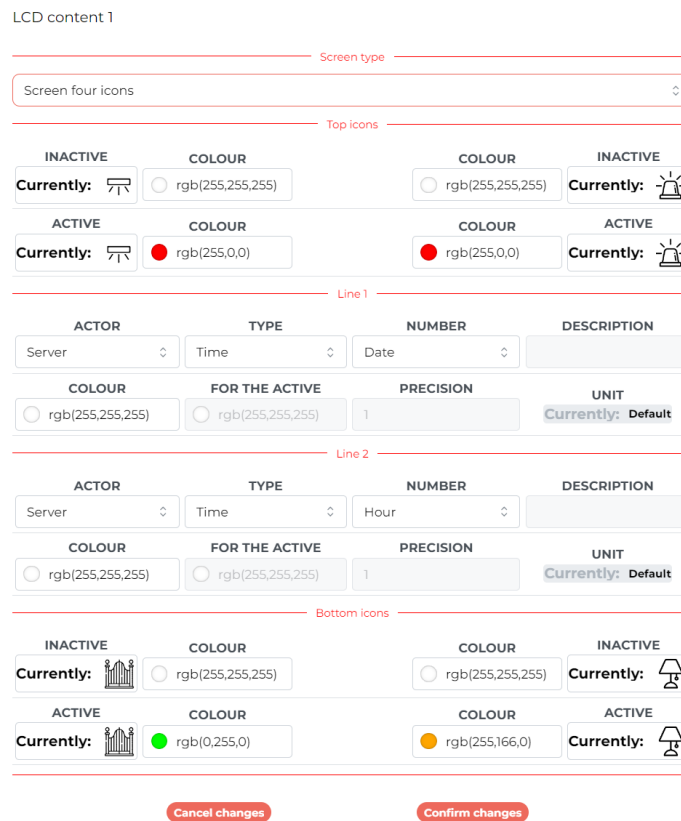 LCD content 1
Screen type
Screen four icons
Top icons
INACTIVE COLOUR COLOUR INACTIVE
Currently: rgb(255,255,255) rgb(255,255,255) Currently:
ACTIVE COLOUR COLOUR ACTIVE
Currently: rgb(255,0,0) rgb(255,0,0) Currently:
Line 1
ACTOR TYPE NUMBER DESCRIPTION
Server Time Date
COLOUR FOR THE ACTIVE PRECISION UNIT
rgb(255,255,255) rgb(255,255,255) 1 Currently: Default
Line 2
ACTOR TYPE NUMBER DESCRIPTION
Server Time Hour
COLOUR FOR THE ACTIVE PRECISION UNIT
rgb(255,255,255) rgb(255,255,255) 1 Currently: Default
Bottom icons
INACTIVE COLOUR COLOUR INACTIVE
Currently: rgb(255,255,255) rgb(255,255,255) Currently:
ACTIVE COLOUR COLOUR ACTIVE
Currently: rgb(0,255,0) rgb(255,166,0) Currently:
Cancel changes Confirm changes